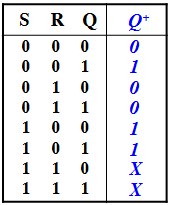 S R Q Q+
0 0 0 0
0 0 1 1
0 1 0 0
0 1 1 0
1 0 0 1
1 0 1 1
1 1 0 X
1 1 1 X